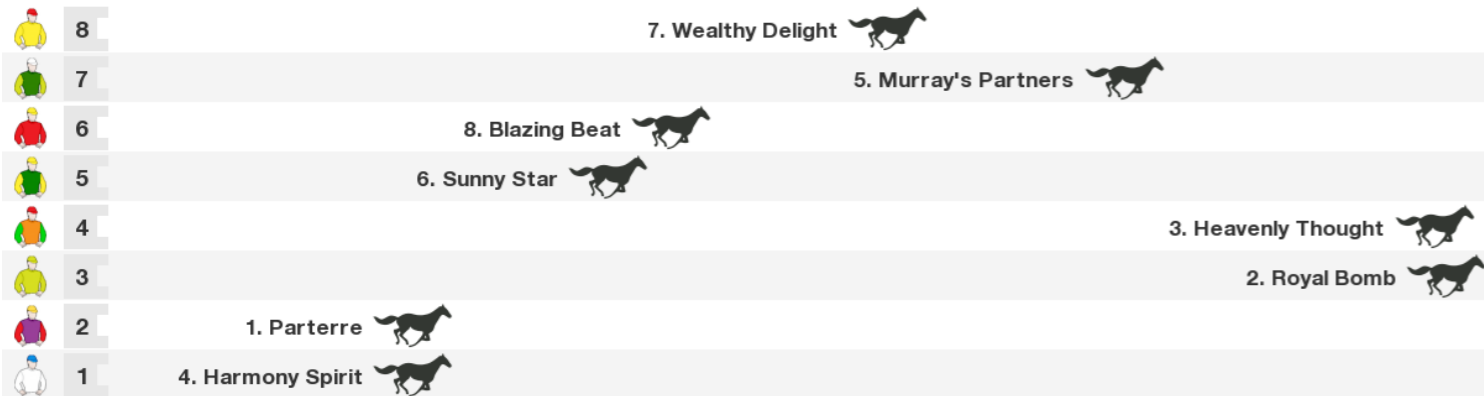 8 7. Wealthy Delight
7 5. Murray's Partners
6 8. Blazing Beat
5 6. Sunny Star
4 3. Heavenly Thought
3 2. Royal Bomb
2 1. Parterre
1 4. Harmony Spirit